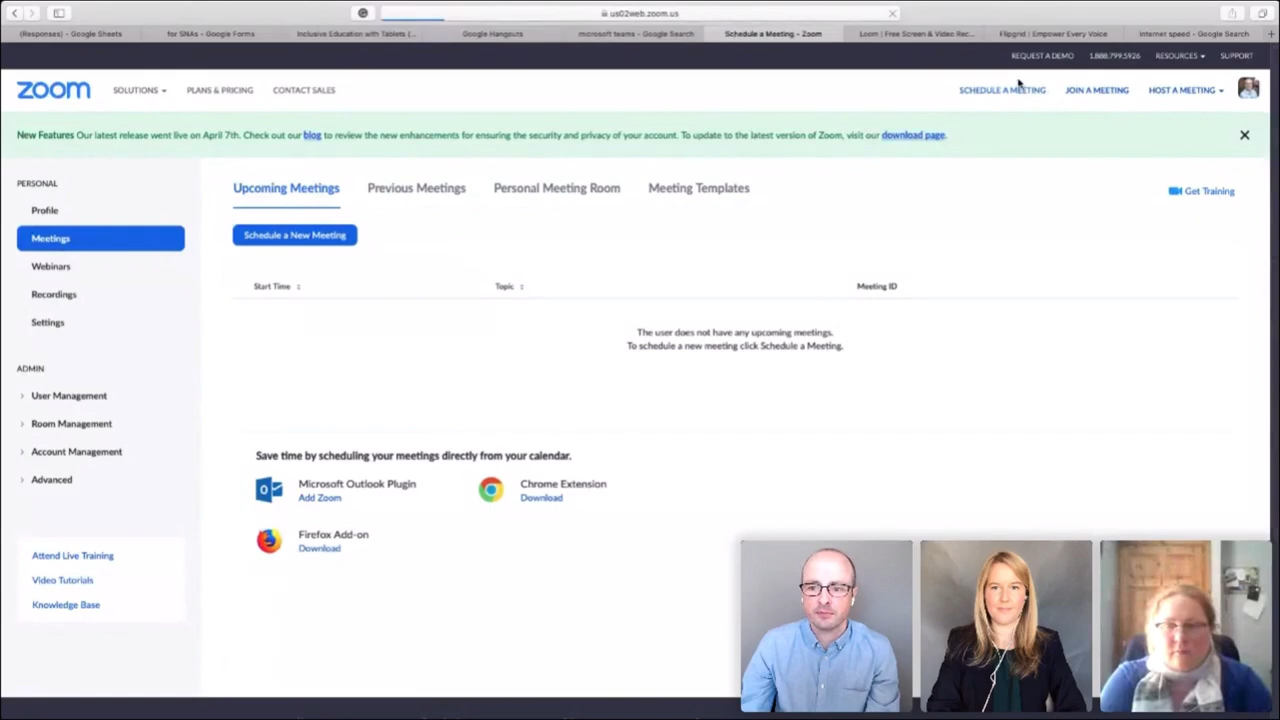 us02web.zoom.us
(Responses) - Google Sheets
for SNAs - Google Forms
Inclusive Education with Tablets (...
Google Hangouts
microsoft teams - Google Search
Schedule a Meeting - Zoom
Loom | Free Screen & Video Rec...
Flipgrid | Empower Every Voice
internet speed - Google Search
REQUEST A DEMO 1.888.799.5926 RESOURCES SUPPORT
zoom SOLUTIONS PLANS & PRICING CONTACT SALES SCHEDULE A MEETING JOIN A MEETING HOST A MEETING
New Features Our latest release went live on April 7th. Check out our blog to review the new enhancements for ensuring the security and privacy of your account. To update to the latest version of Zoom, visit our download page.
PERSONAL
Profile
Meetings
Webinars
Recordings
Settings
ADMIN
User Management
Room Management
Account Management
Advanced
Attend Live Training
Video Tutorials
Knowledge Base
Upcoming Meetings Previous Meetings Personal Meeting Room Meeting Templates
Get Training
Schedule a New Meeting
Start Time Topic Meeting ID
The user does not have any upcoming meetings.
To schedule a new meeting click Schedule a Meeting.
Save time by scheduling your meetings directly from your calendar.
Microsoft Outlook Plugin
Add Zoom
Chrome Extension
Download
Firefox Add-on
Download